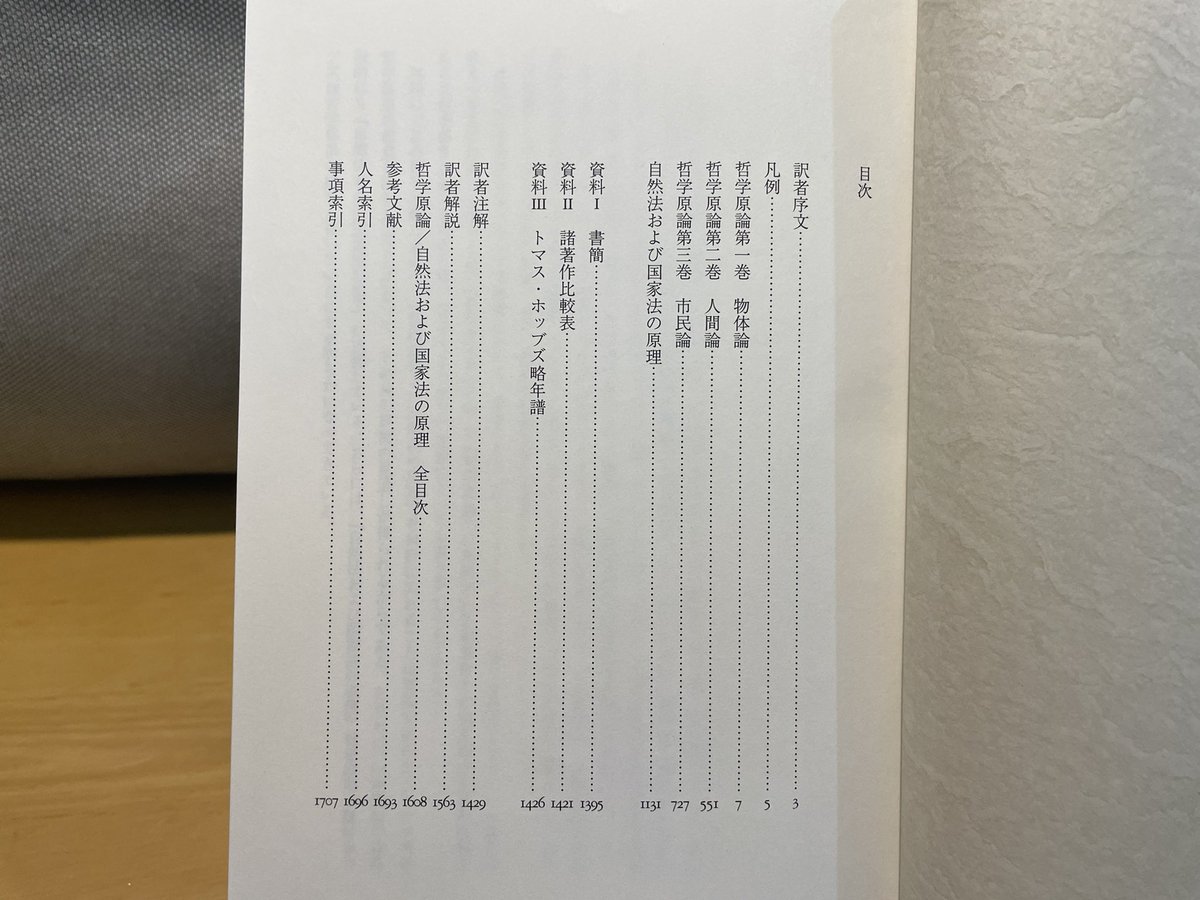 目次
訳者序文……3
凡例……5
哲学原論第一巻　物体論……7
哲学原論第二巻　人間論……551
哲学原論第三巻　市民論……727
自然法および国家法の原理……1131
資料Ⅰ　書簡……1395
資料Ⅱ　諸著作比較表……1421
資料Ⅲ　トマス・ホッブズ略年譜……1426
訳者注解……1429
訳者解説……1563
哲学原論／自然法および国家法の原理　全目次……1608
参考文献……1693
人名索引……1696
事項索引……1707